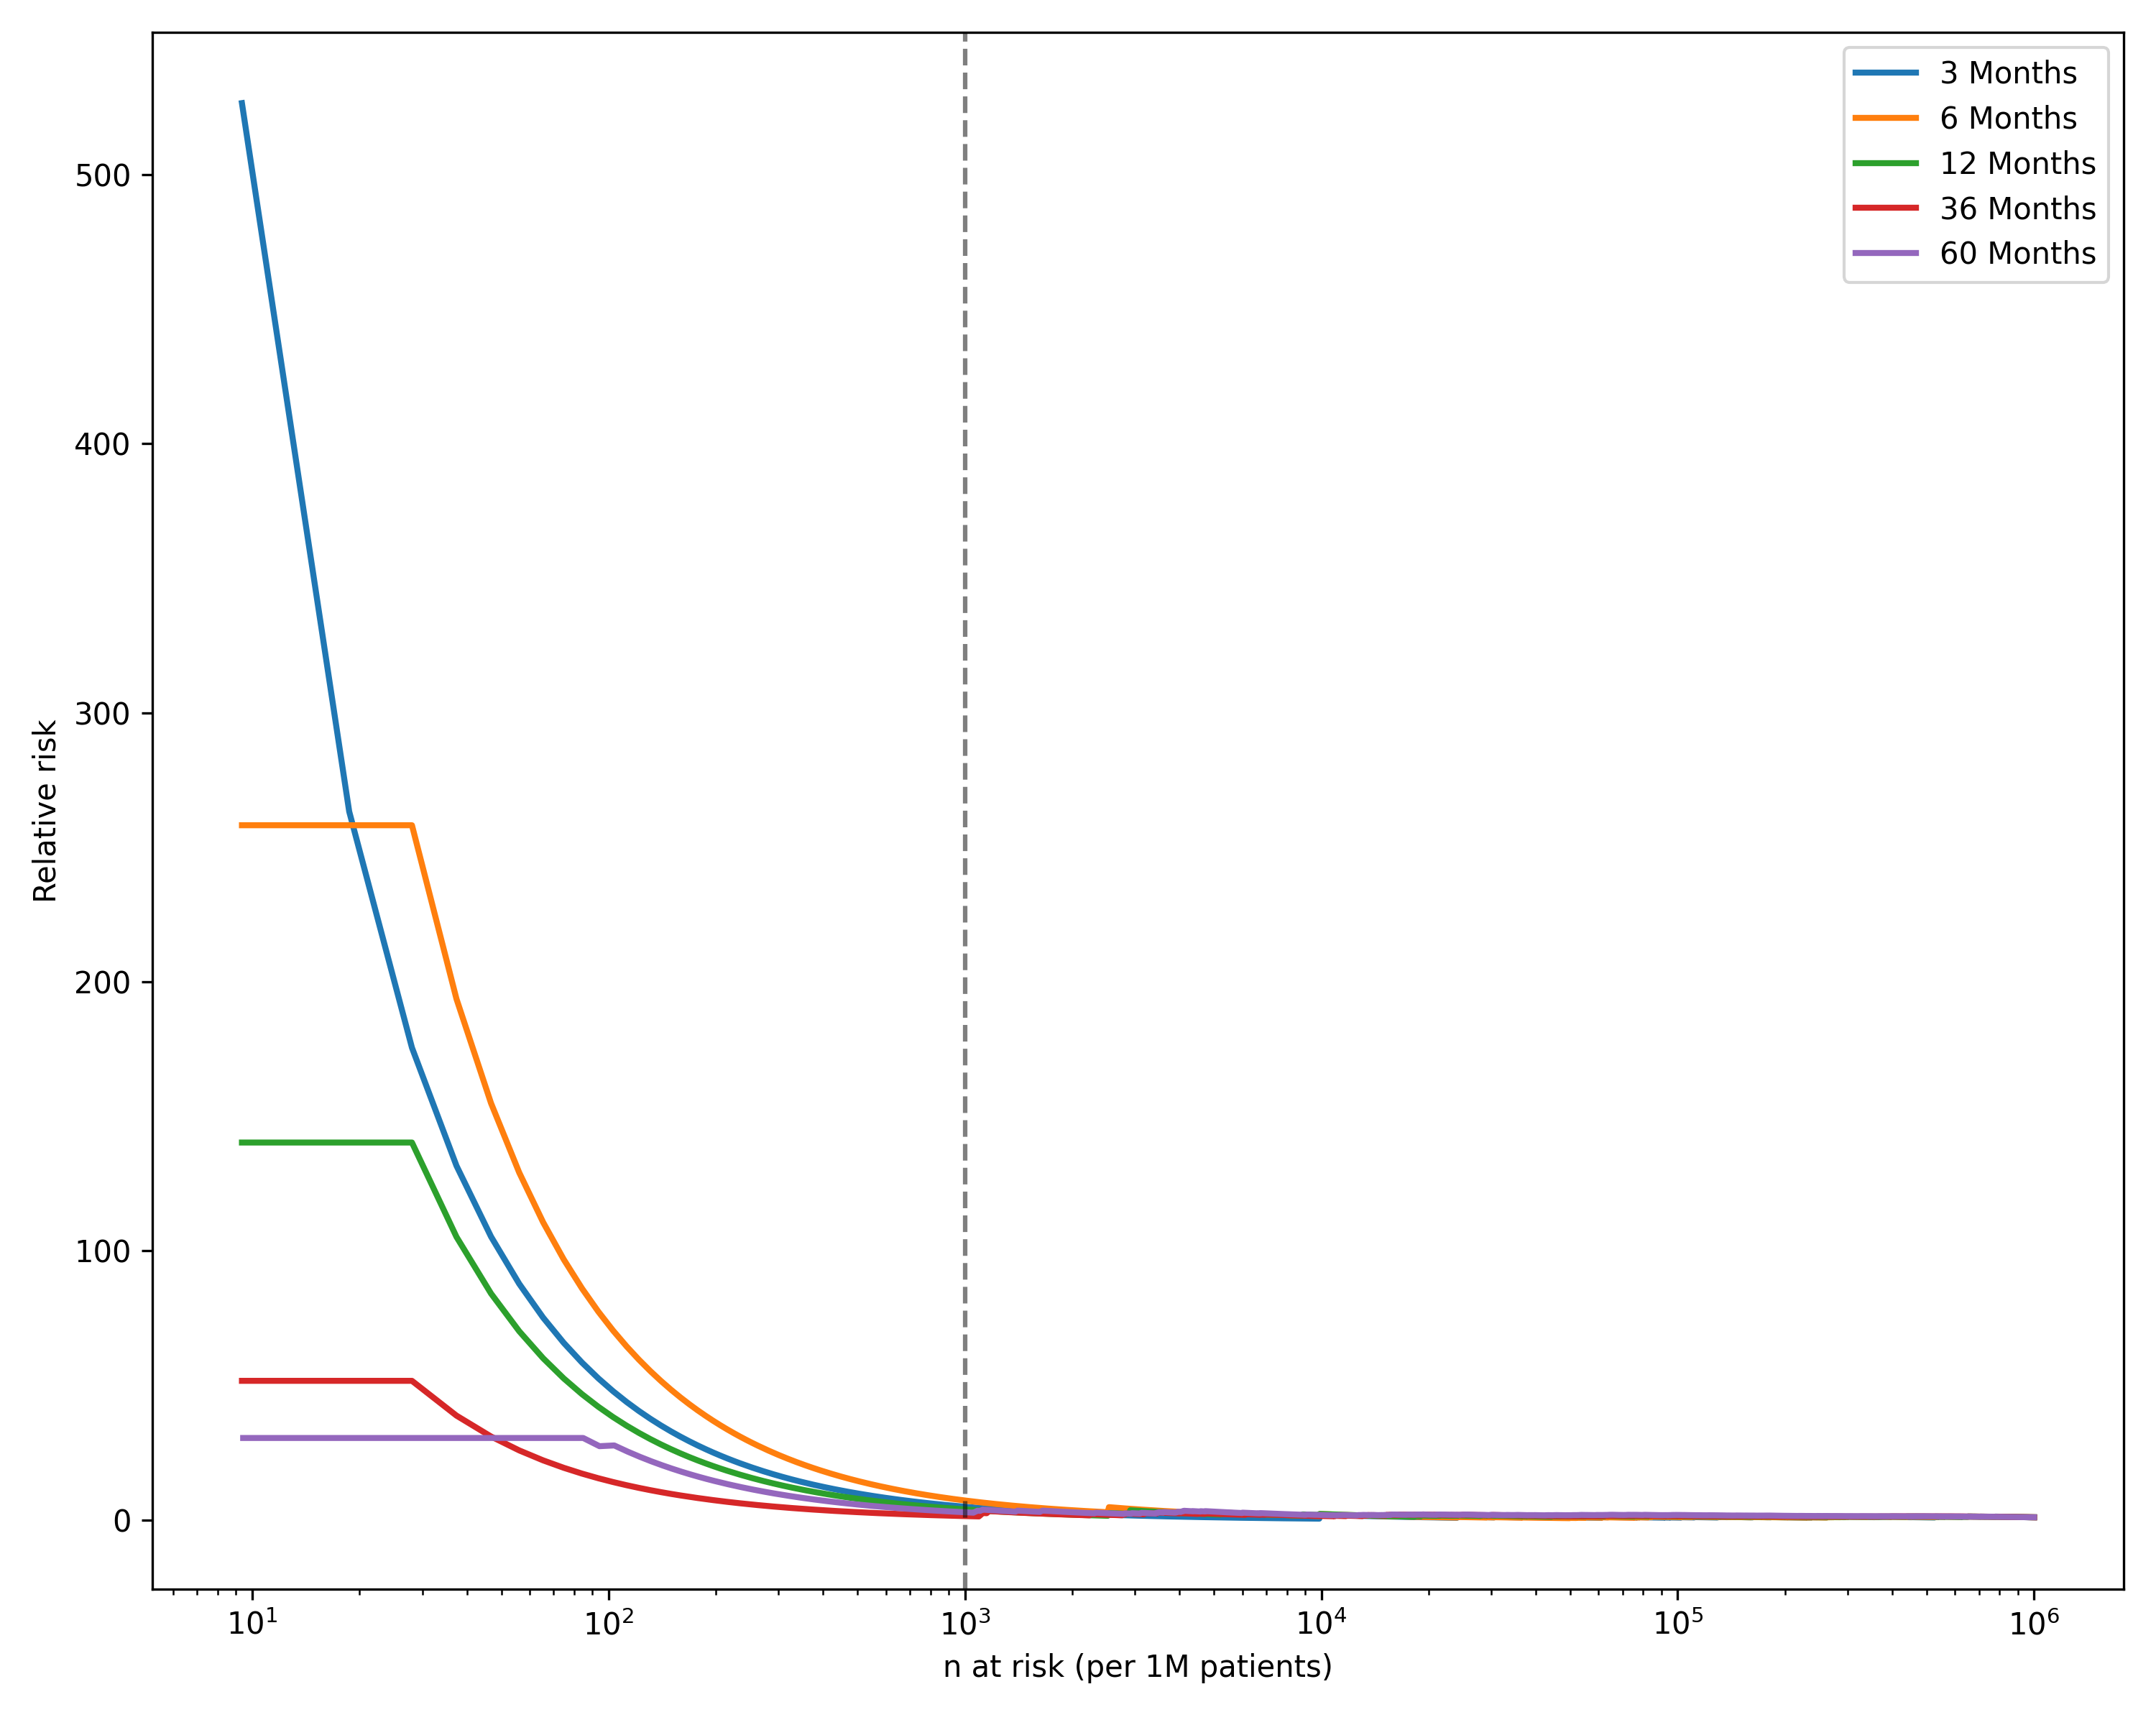 3 Months
6 Months
12 Months
36 Months
60 Months
500
400
300
200
100
0
Relative risk
10¹ 10² 10³ 10⁴ 10⁵ 10⁶
n at risk (per 1M patients)